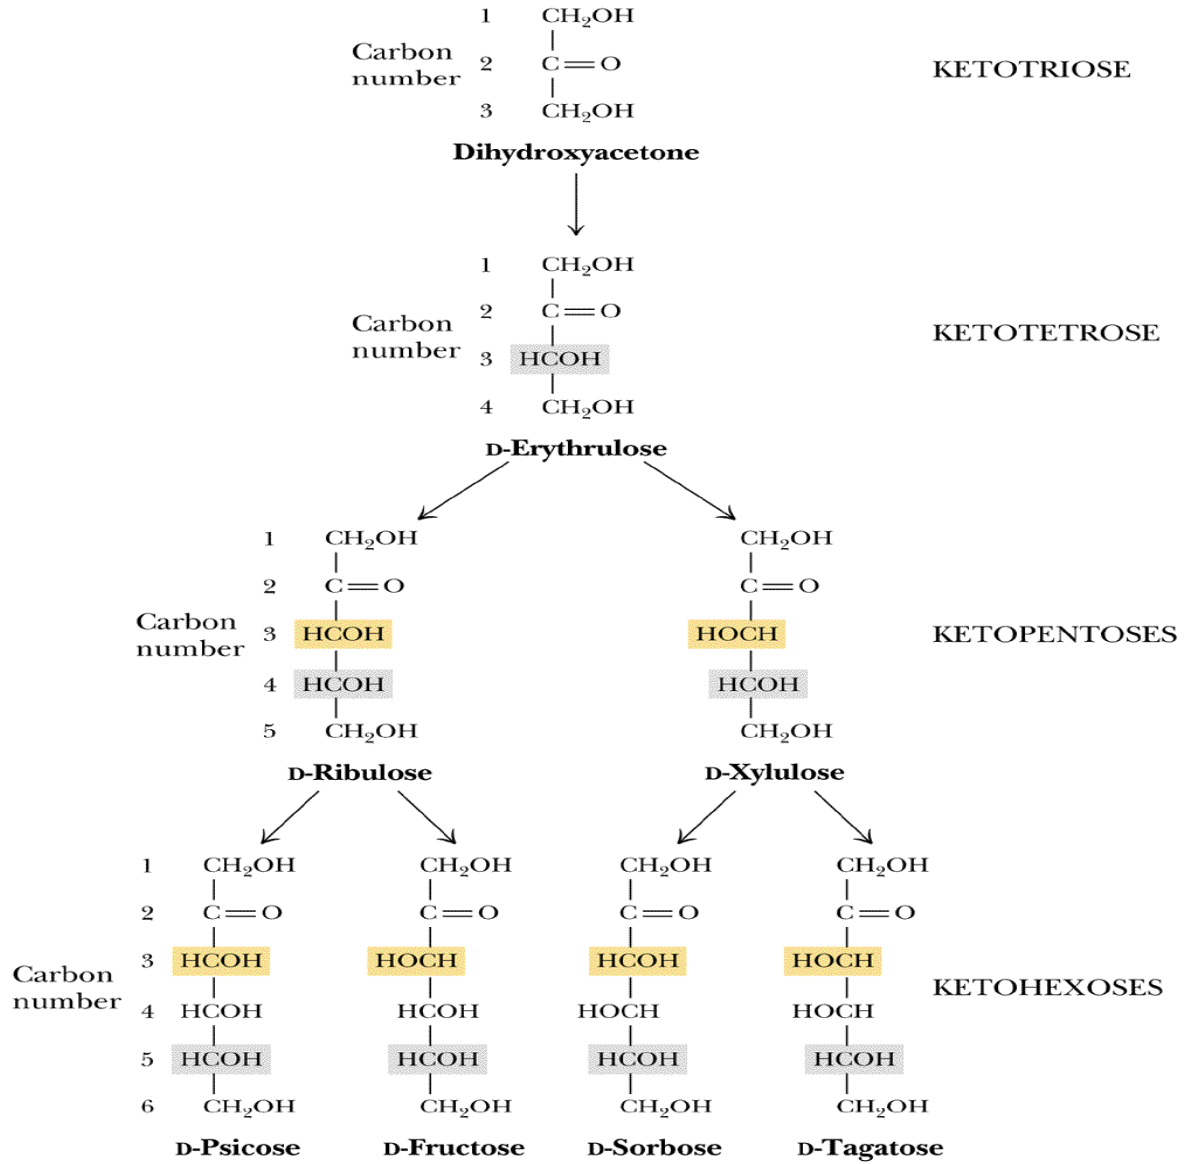 1 CH₂OH
Carbon number
2 C=O
KETOTRIOSE
3 CH₂OH
Dihydroxyacetone
1 CH₂OH
2 C=O
Carbon number
KETOTETROSE
3 HCOH
4 CH₂OH
D-Erythrulose
1 CH₂OH CH₂OH
2 C=O C=O
Carbon number
3 HCOH HOCH
KETOPENTOSES
4 HCOH HCOH
5 CH₂OH CH₂OH
D-Ribulose D-Xylulose
1 CH₂OH CH₂OH CH₂OH CH₂OH
2 C=O C=O C=O C=O
3 HCOH HOCH HCOH HOCH
Carbon number
KETOHEXOSES
4 HCOH HCOH HOCH HOCH
5 HCOH HCOH HCOH HCOH
6 CH₂OH CH₂OH CH₂OH CH₂OH
D-Psicose D-Fructose D-Sorbose D-Tagatose